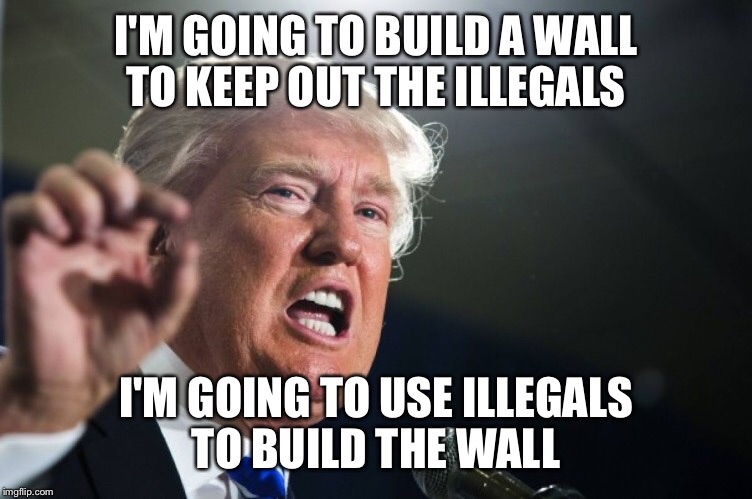 I'M GOING TO BUILD A WALL
TO KEEP OUT THE ILLEGALS
I'M GOING TO USE ILLEGALS
TO BUILD THE WALL
imgflip.com